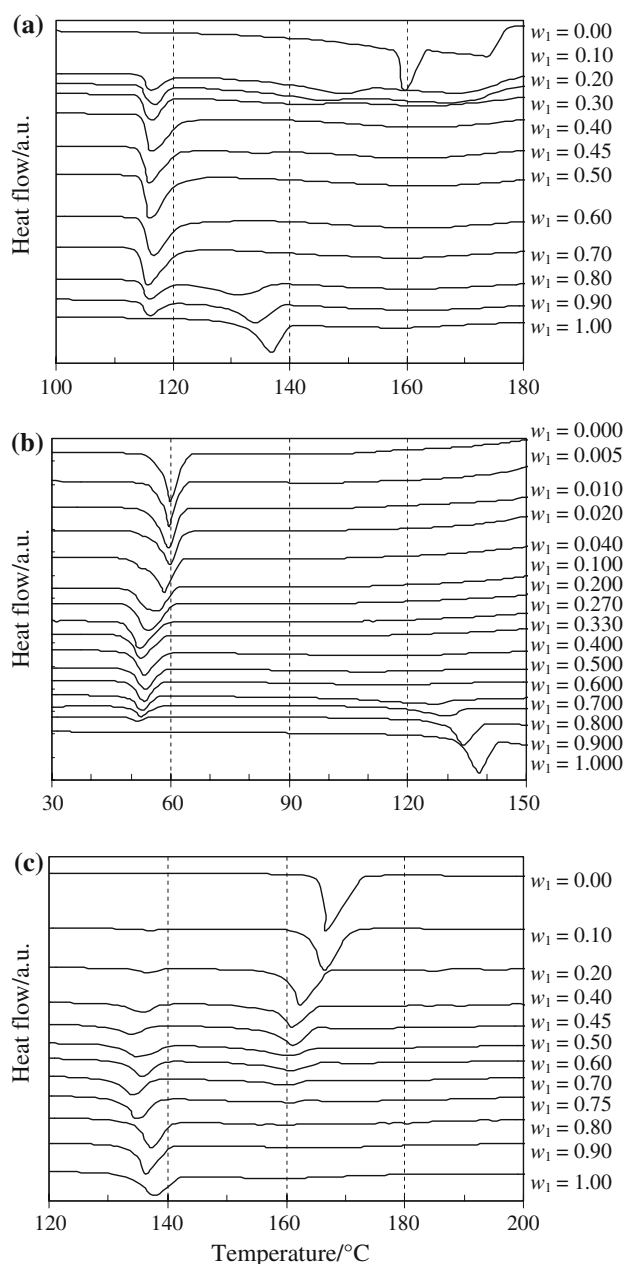 (a)
w₁ = 0.00
w₁ = 0.10
w₁ = 0.20
w₁ = 0.30
w₁ = 0.40
w₁ = 0.45
w₁ = 0.50
w₁ = 0.60
w₁ = 0.70
w₁ = 0.80
w₁ = 0.90
w₁ = 1.00
Heat flow/a.u.
100 120 140 160 180
(b)
w₁ = 0.000
w₁ = 0.005
w₁ = 0.010
w₁ = 0.020
w₁ = 0.040
w₁ = 0.100
w₁ = 0.200
w₁ = 0.270
w₁ = 0.330
w₁ = 0.400
w₁ = 0.500
w₁ = 0.600
w₁ = 0.700
w₁ = 0.800
w₁ = 0.900
w₁ = 1.000
Heat flow/a.u.
30 60 90 120 150
(c)
w₁ = 0.00
w₁ = 0.10
w₁ = 0.20
w₁ = 0.40
w₁ = 0.45
w₁ = 0.50
w₁ = 0.60
w₁ = 0.70
w₁ = 0.75
w₁ = 0.80
w₁ = 0.90
w₁ = 1.00
Heat flow/a.u.
120 140 160 180 200
Temperature/°C